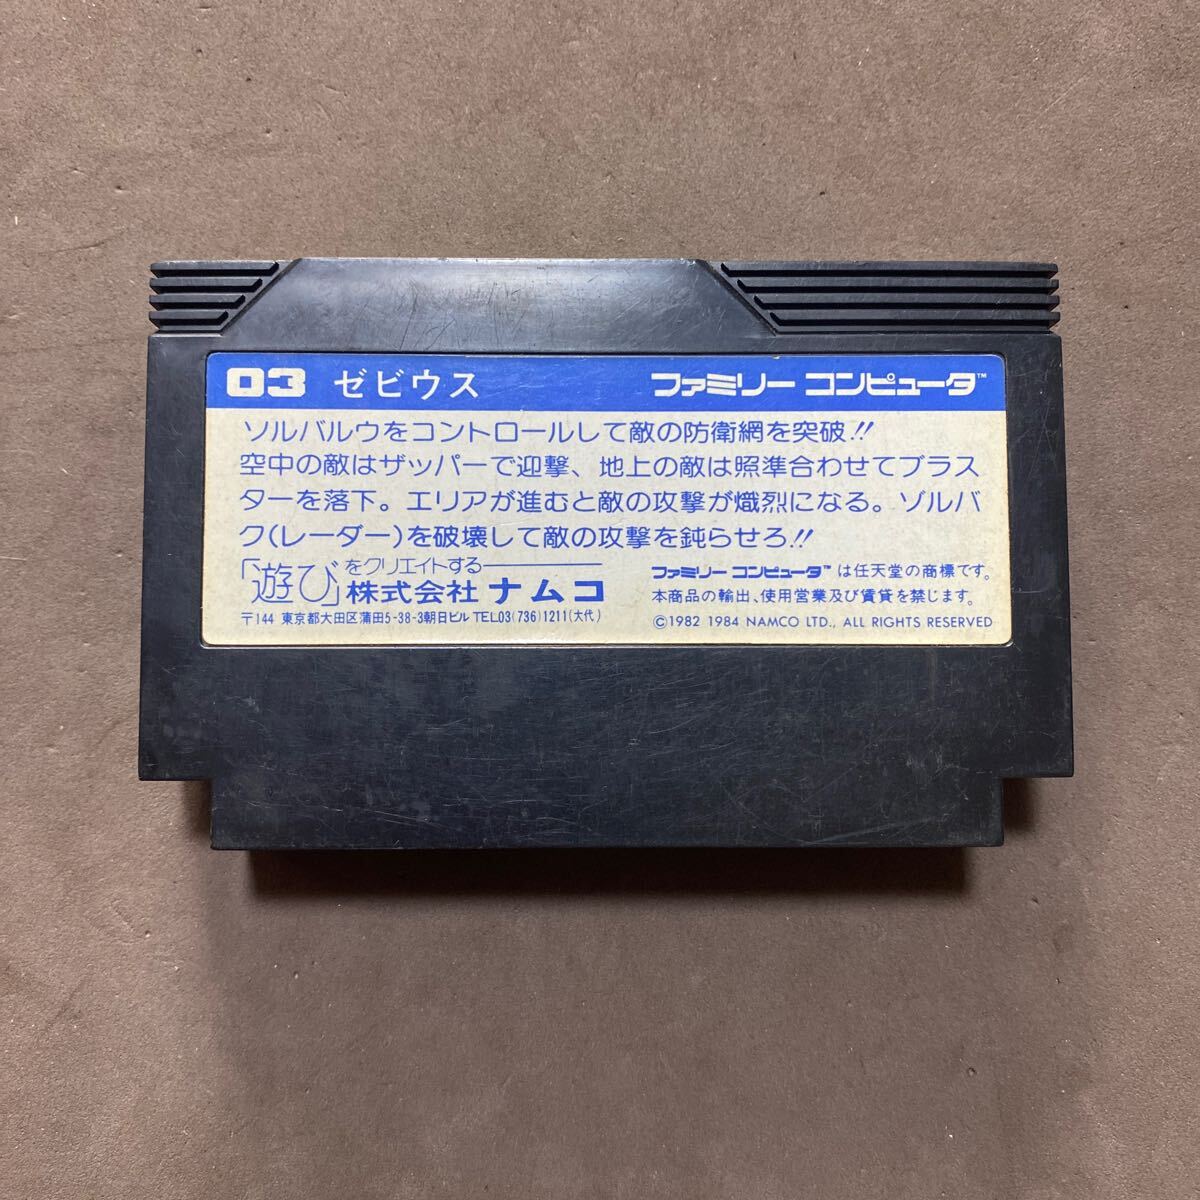 03 ゼビウス ファミリー コンピュータ™
ソルバルウをコントロールして敵の防衛網を突破!!
空中の敵はザッパーで迎撃、地上の敵は照準合わせてブラス
ターを落下。エリアが進むと敵の攻撃が熾烈になる。ゾルバ
ク(レーダー)を破壊して敵の攻撃を鈍らせろ!!
「遊び」をクリエイトする
株式会社 ナムコ
〒144 東京都大田区蒲田5-38-3朝日ビル TEL.03(736)1211(大代)
ファミリー コンピュータ™ は任天堂の商標です。
本商品の輸出、使用営業及び賃貸を禁じます。
©1982 1984 NAMCO LTD., ALL RIGHTS RESERVED